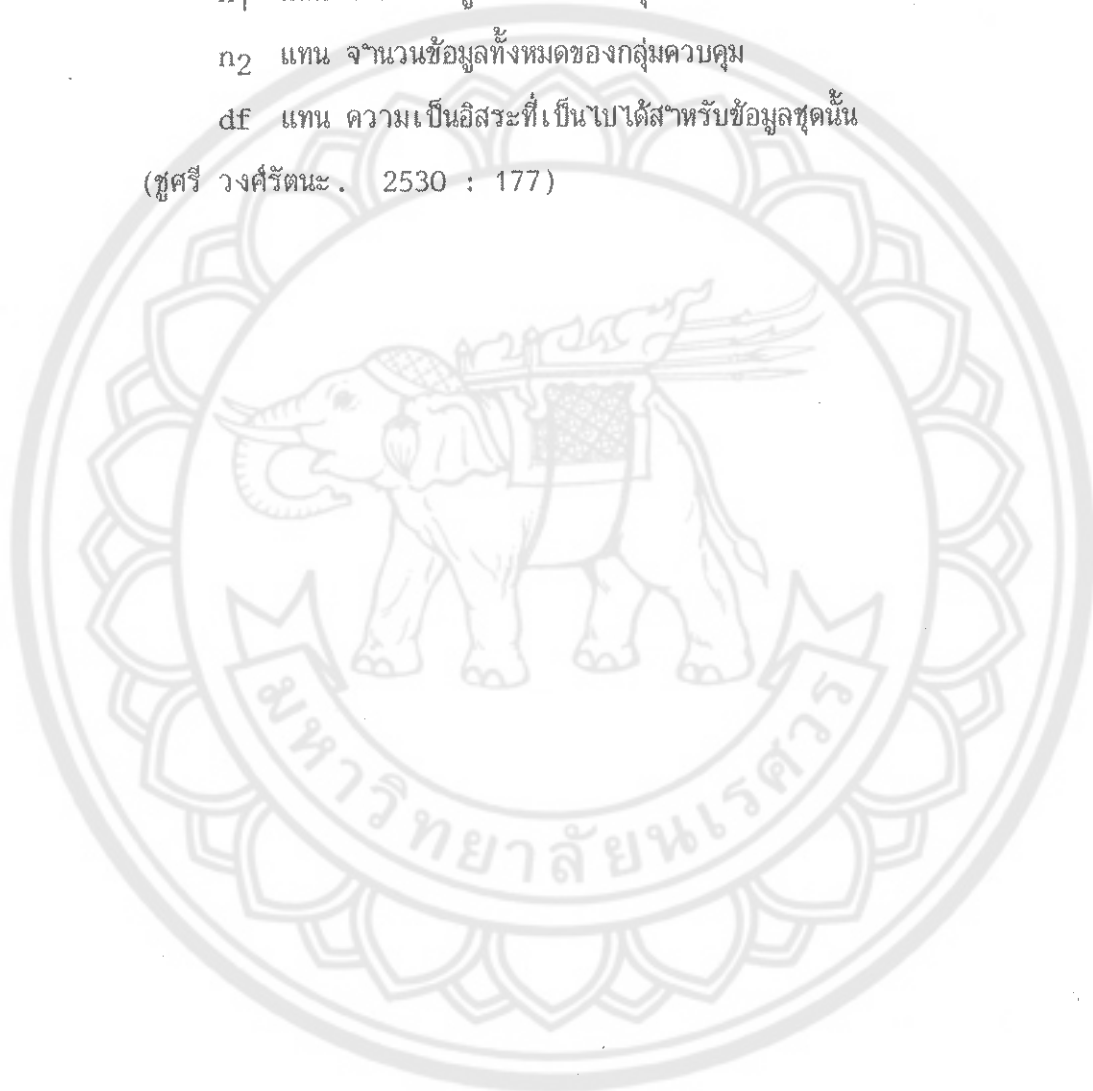 n₂ แทน จำนวนข้อมูลทั้งหมดของกลุ่มควบคุม
df แทน ความเป็นอิสระที่เป็นไปได้สำหรับข้อมูลชุดนั้น
(ชูศรี วงศ์รัตนะ. 2530 : 177)
มหาวิทยาลัยนเรศวร